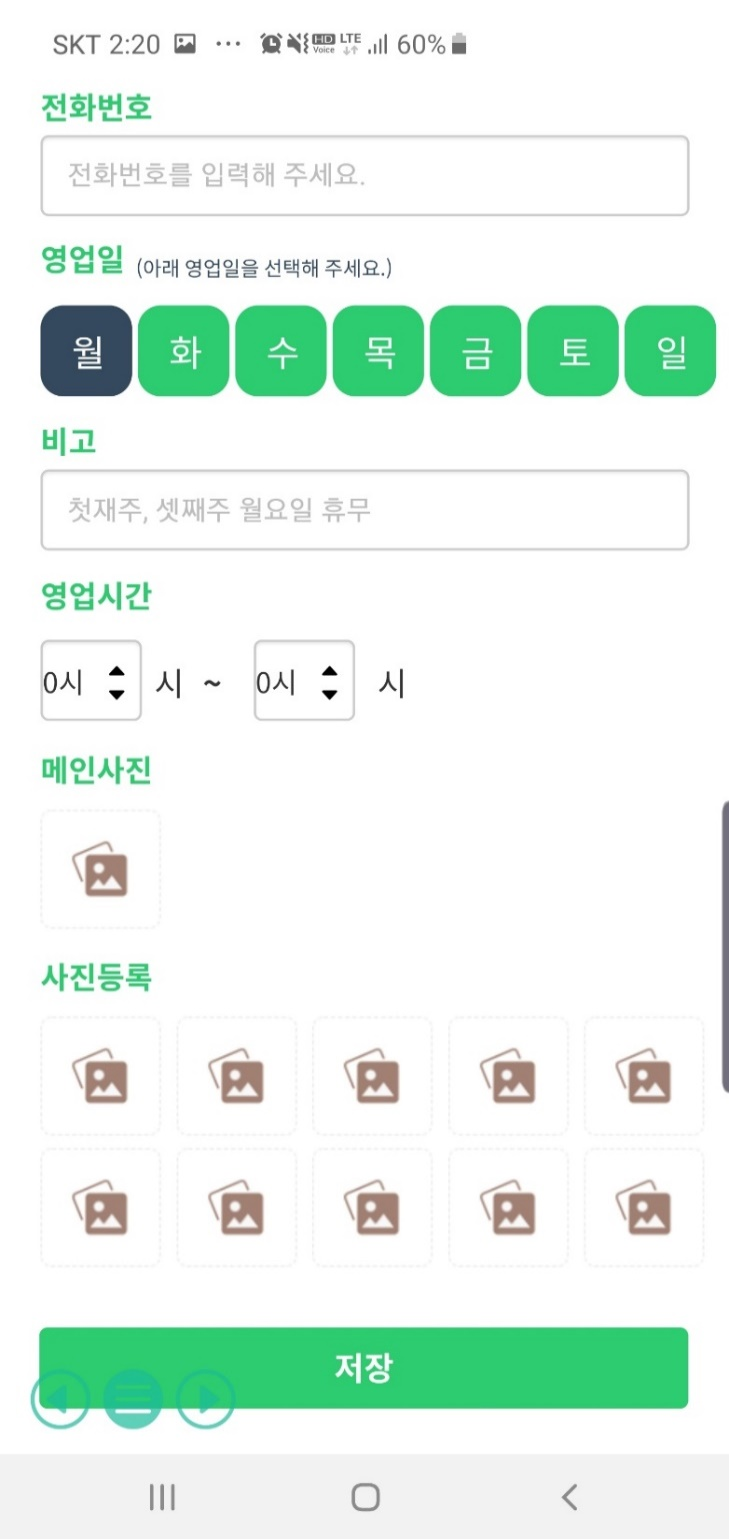 SKT 2:20 ··· HD Voice LTE 60%
전화번호
전화번호를 입력해 주세요.
영업일 (아래 영업일을 선택해 주세요.)
월 화 수 목 금 토 일
비고
첫재주, 셋째주 월요일 휴무
영업시간
0시 시 ~ 0시 시
메인사진
사진등록
저장